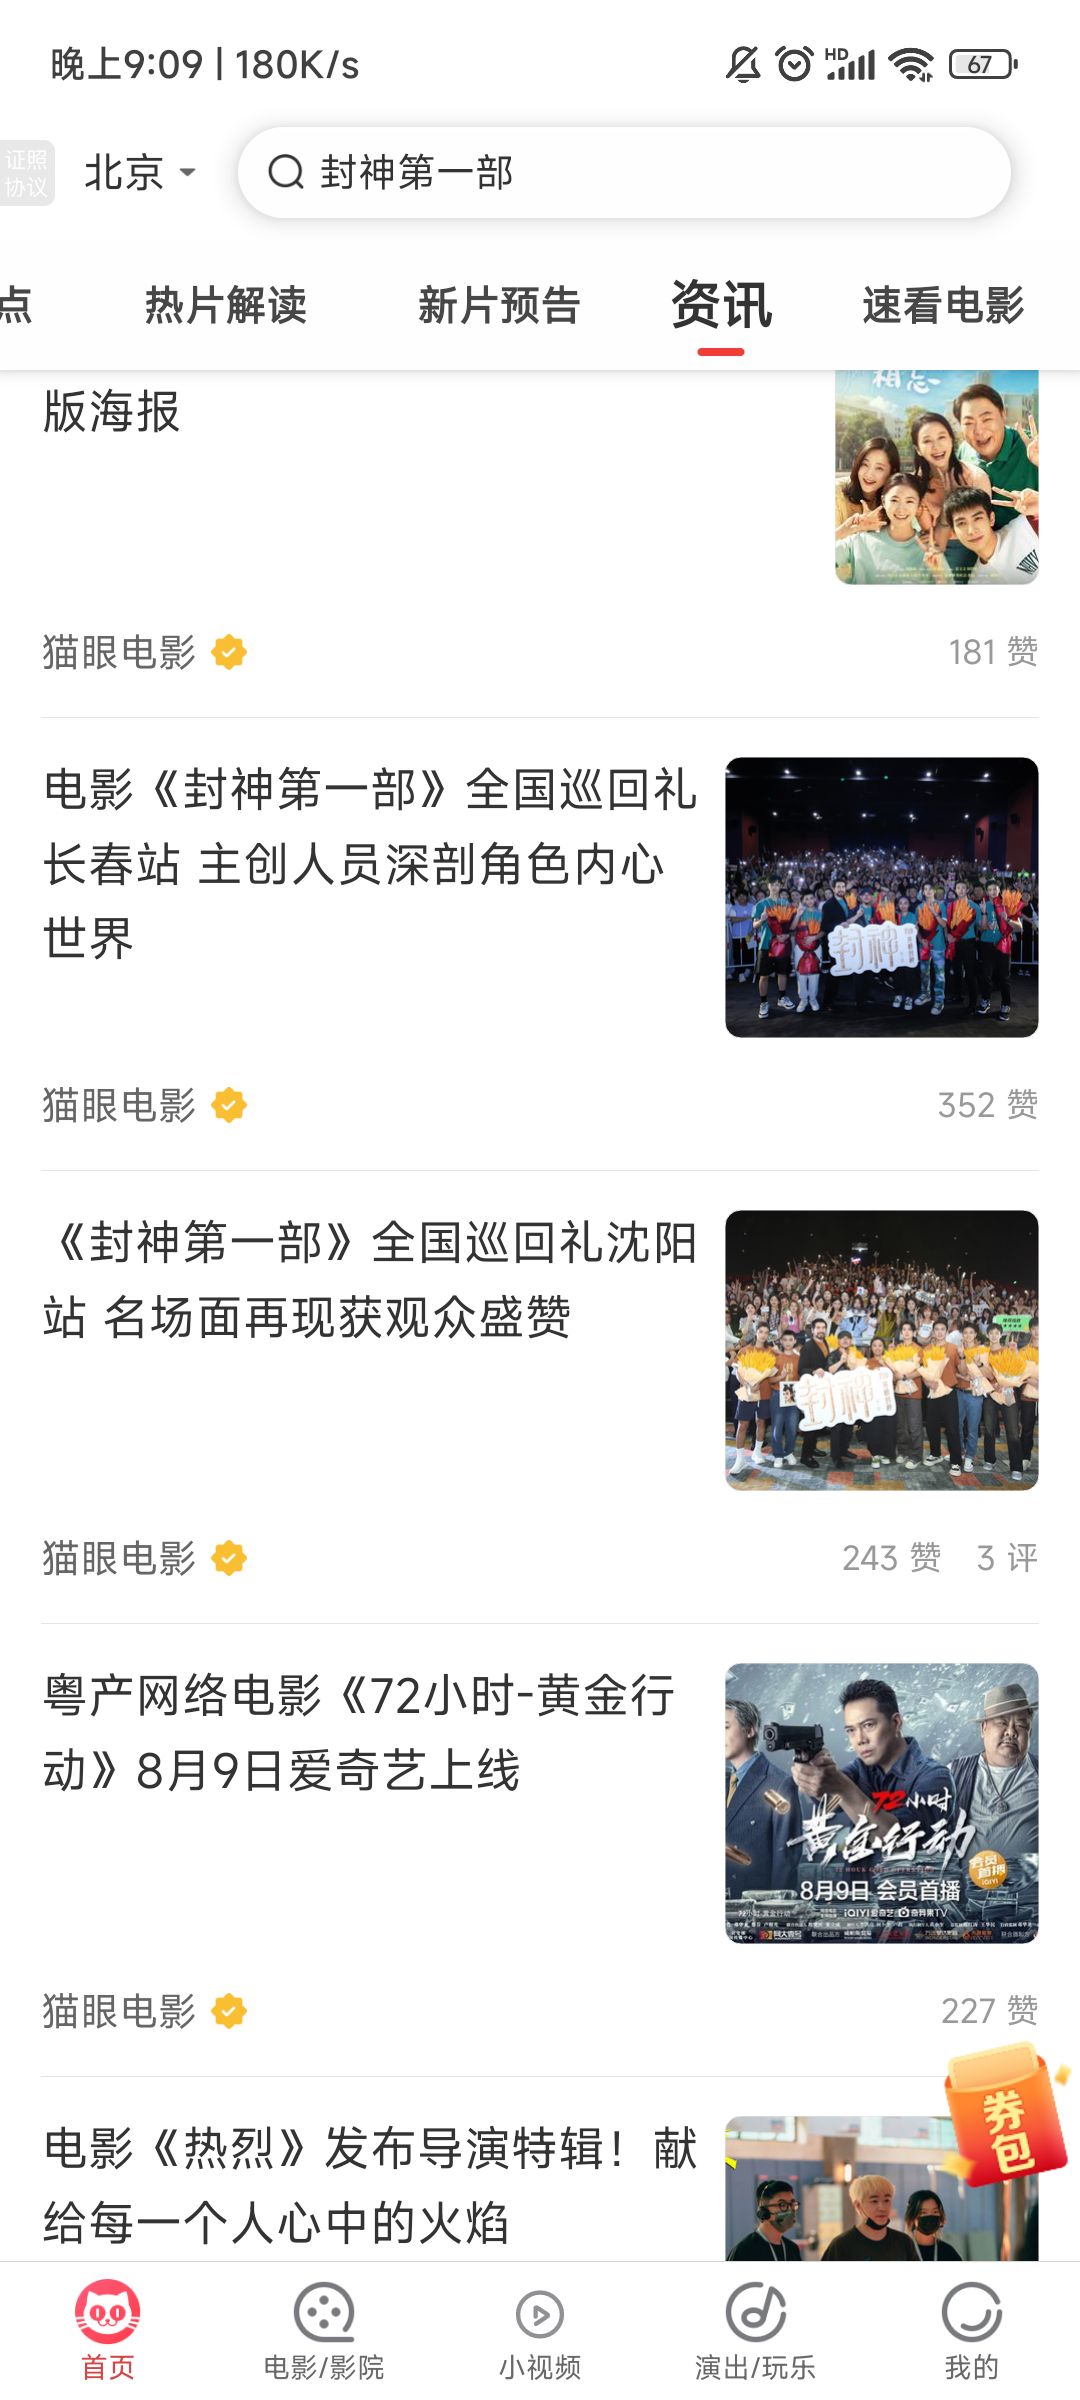 晚上9:09 | 180K/s
HD
67
证照
协议
北京
封神第一部
点
热片解读
新片预告
资讯
速看电影
版海报
相忘
猫眼电影
181 赞
电影《封神第一部》全国巡回礼
长春站 主创人员深剖角色内心
世界
封神
猫眼电影
352 赞
《封神第一部》全国巡回礼沈阳
站 名场面再现获观众盛赞
封神
猫眼电影
243 赞
3 评
粤产网络电影《72小时-黄金行
动》8月9日爱奇艺上线
72小时
黄金行动
会员
首播
iQIYI
8月9日 会员首播
iQIYI爱奇艺 奇异果TV
猫眼电影
227 赞
券
包
电影《热烈》发布导演特辑！献
给每一个人心中的火焰
首页
电影/影院
小视频
演出/玩乐
我的